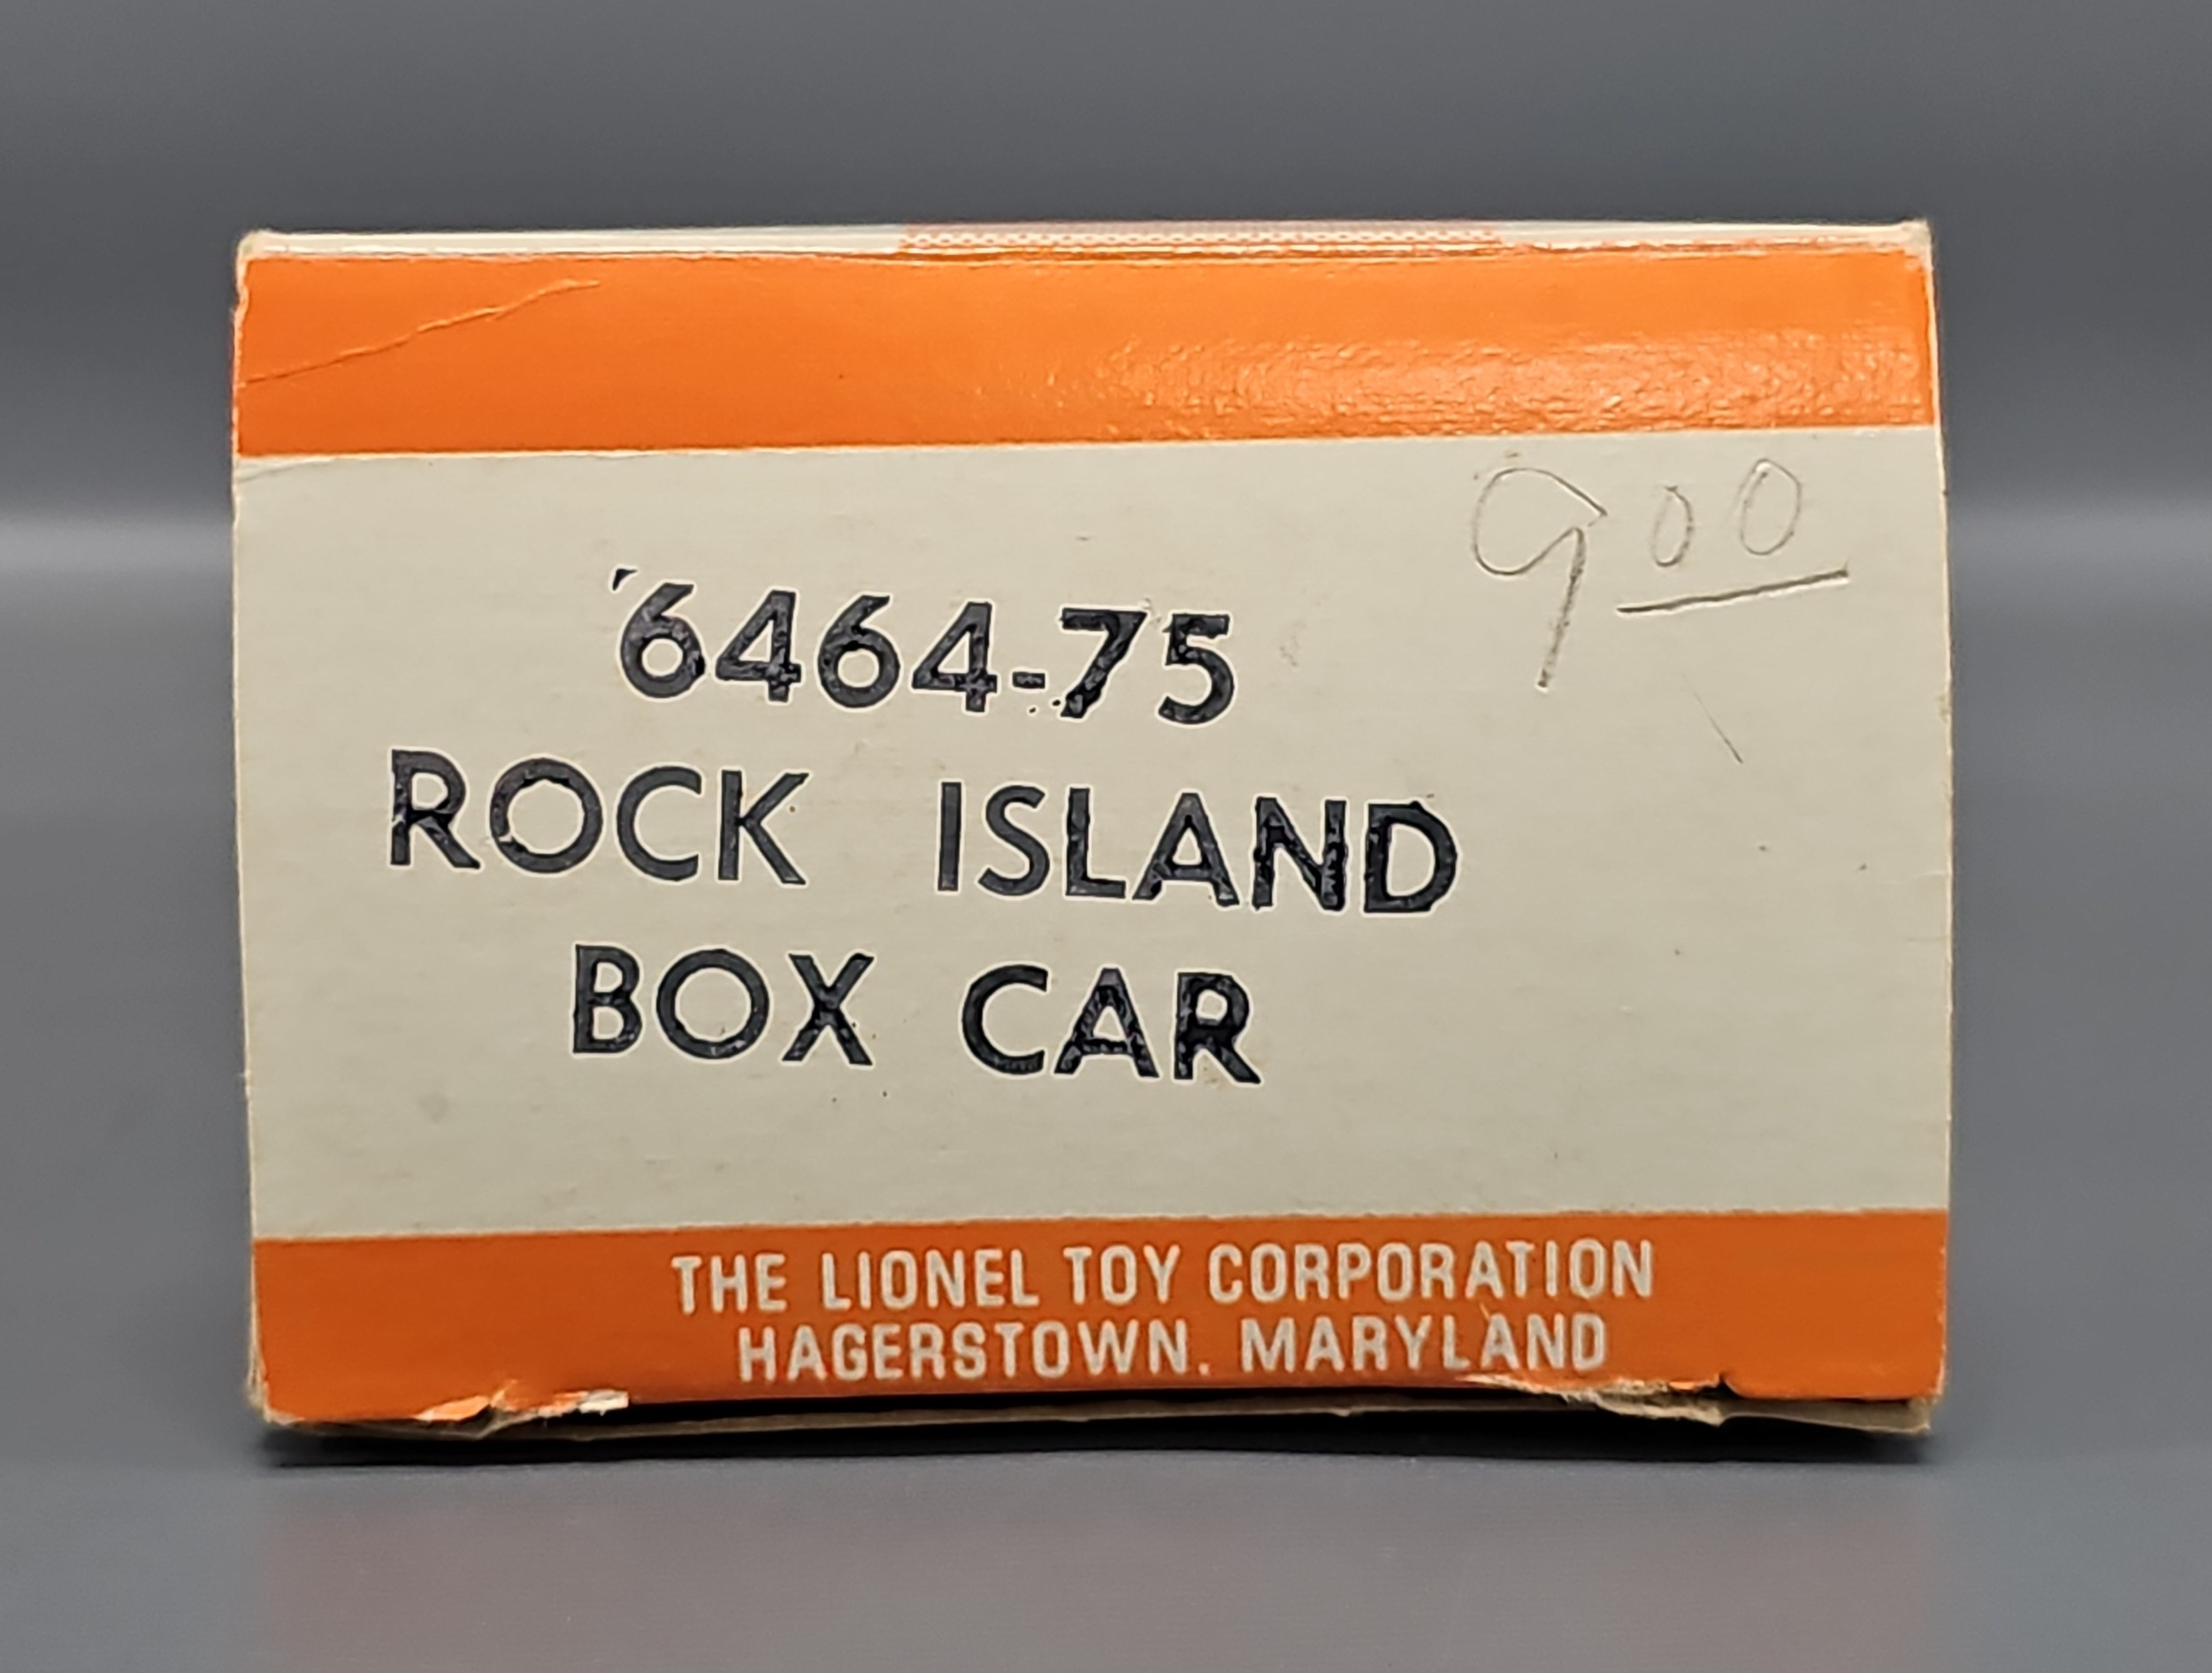 9 00
6464-75
ROCK ISLAND
BOX CAR
THE LIONEL TOY CORPORATION
HAGERSTOWN, MARYLAND